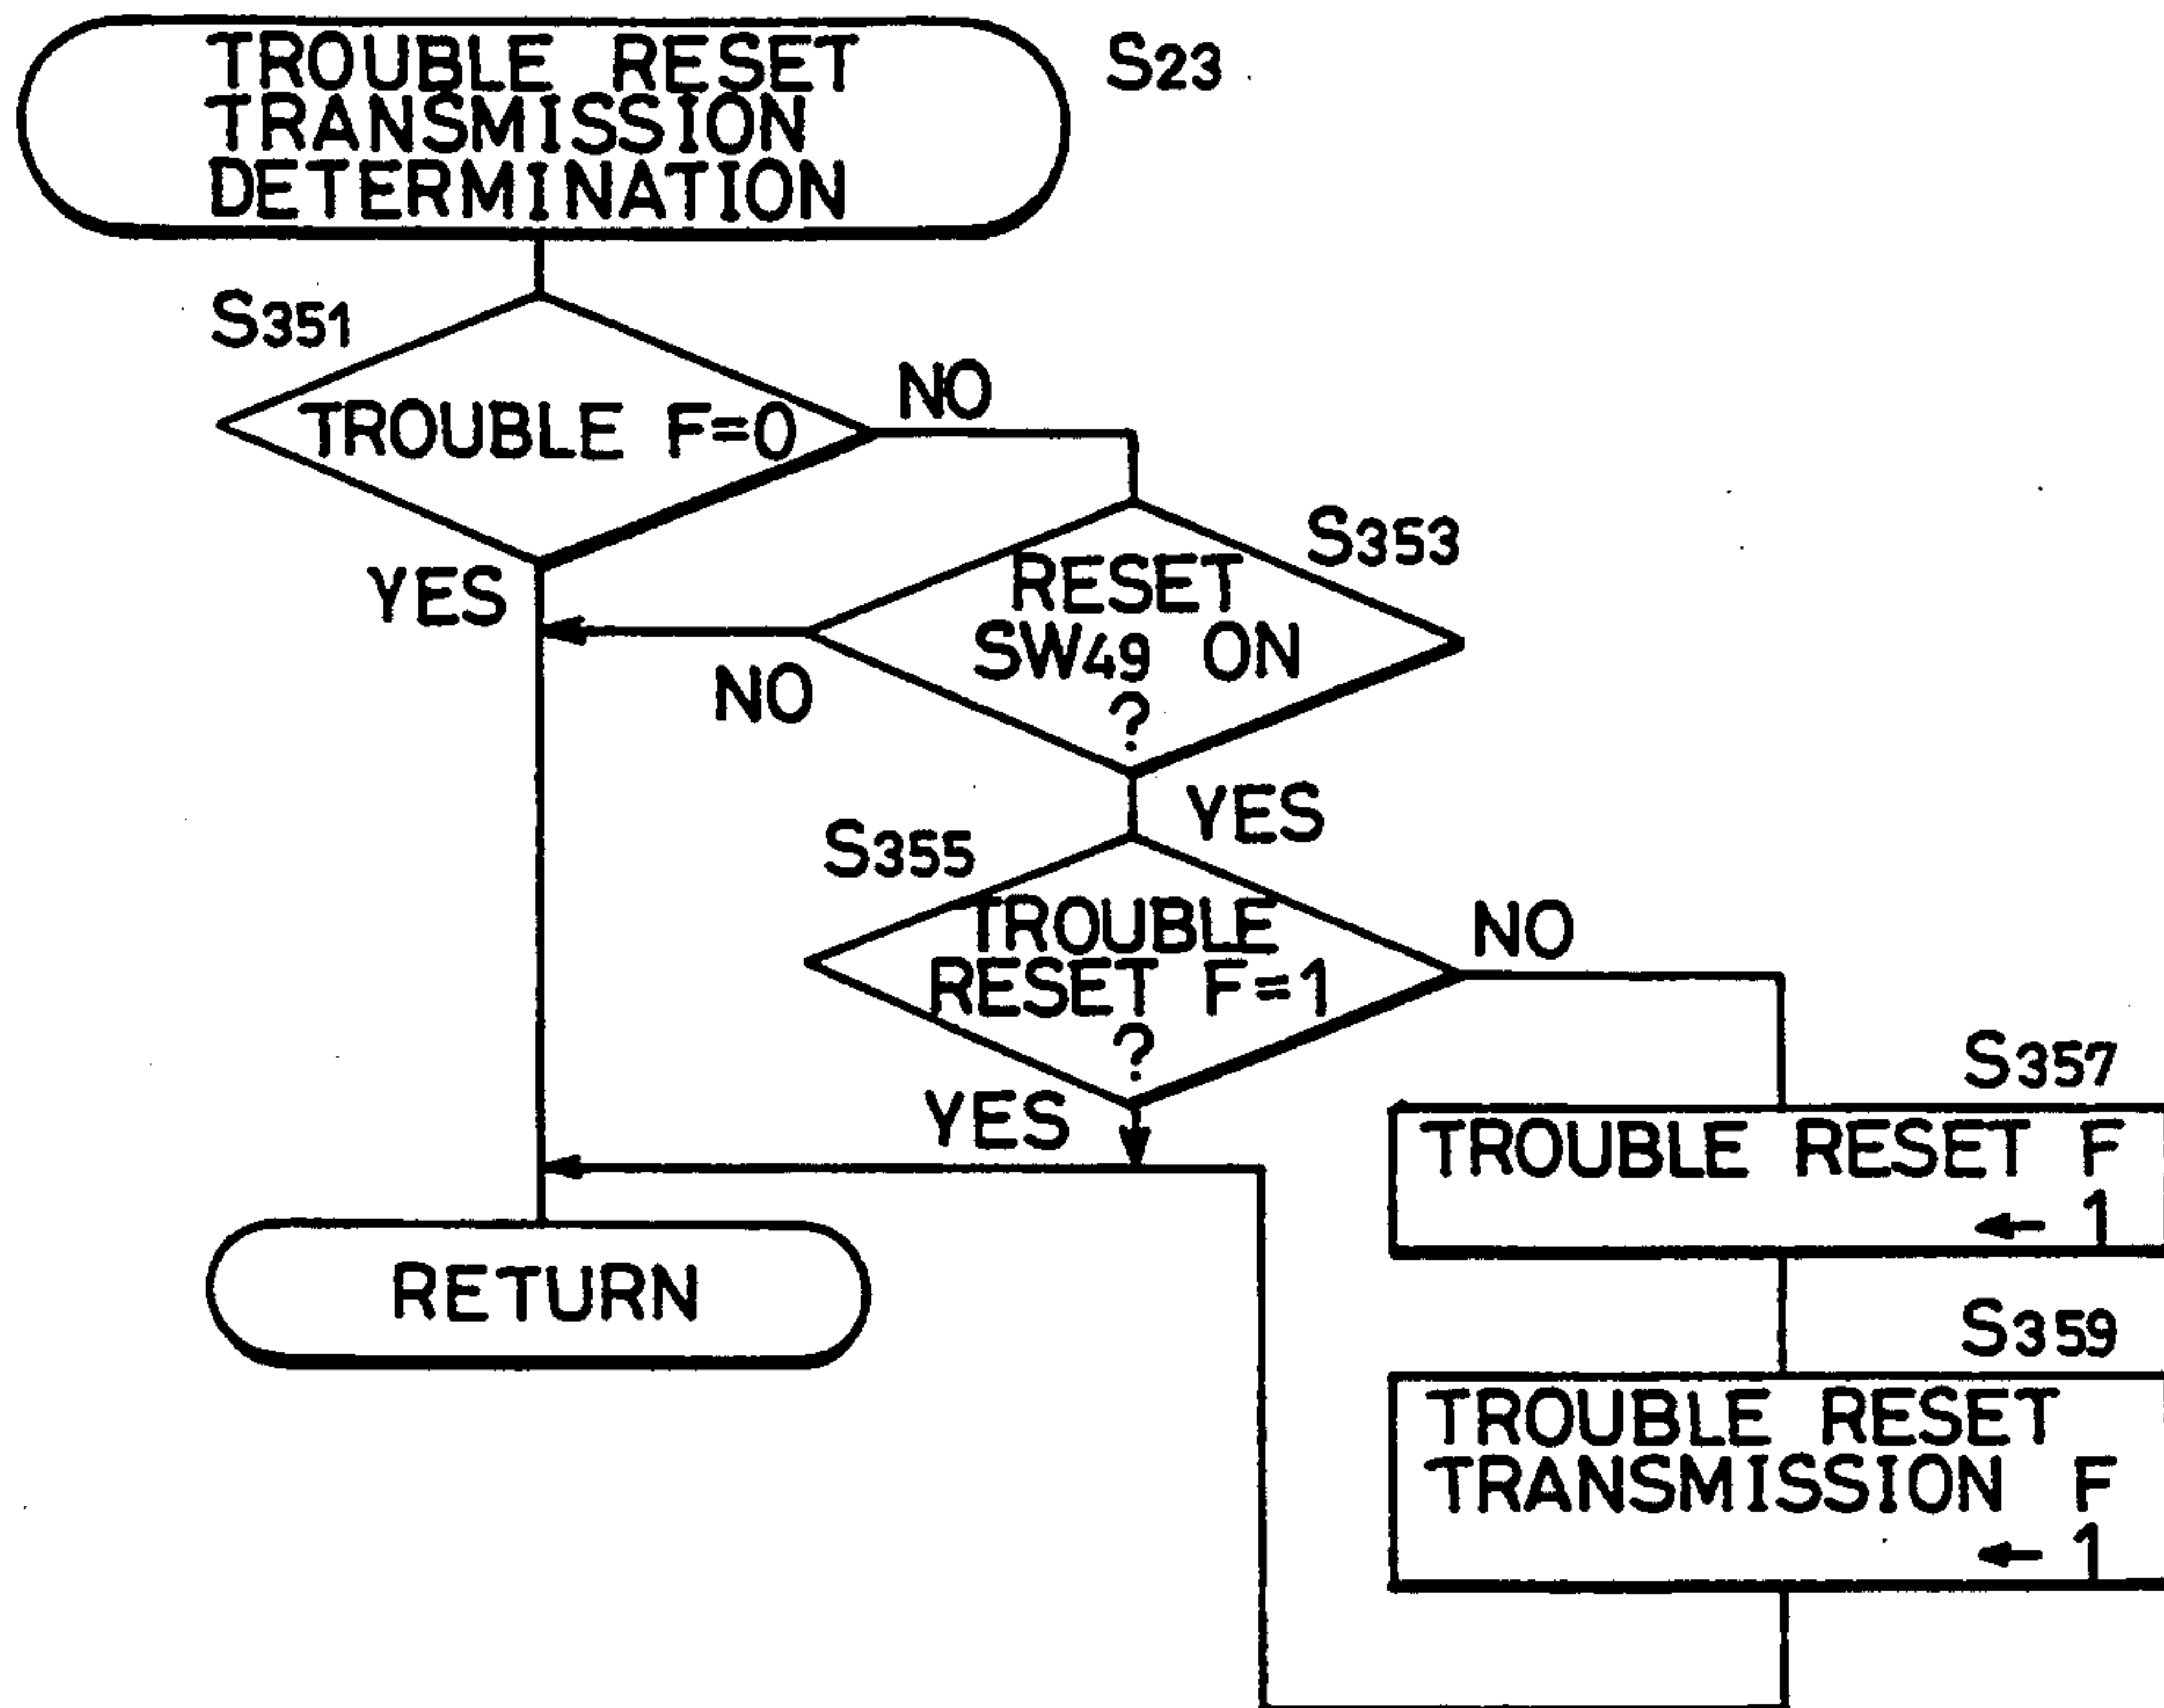 TROUBLE RESET
TRANSMISSION
DETERMINATION
S23
S351
TROUBLE F=0
NO
YES
S353
RESET
SW49 ON
?
NO
YES
S355
TROUBLE
RESET F=1
?
NO
YES
S357
TROUBLE RESET F
← 1
RETURN
S359
TROUBLE RESET
TRANSMISSION F
← 1